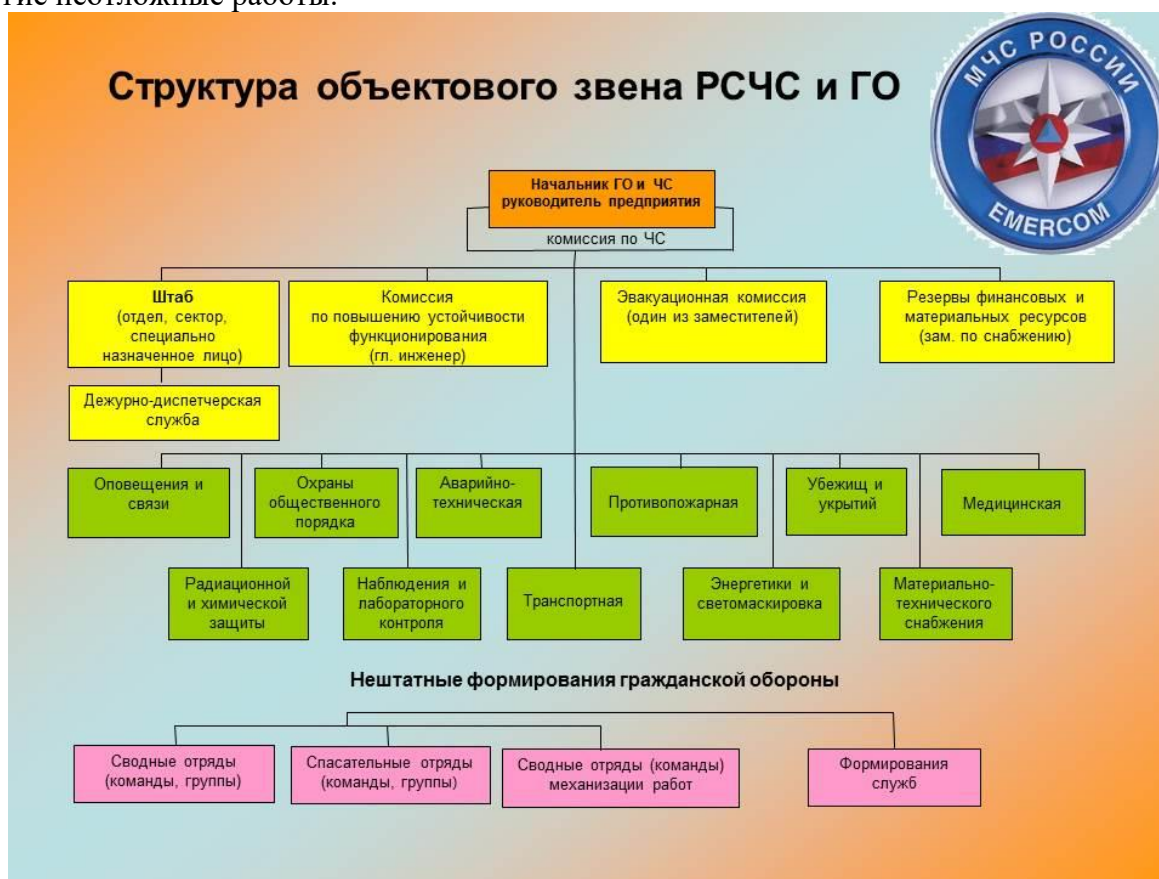 неотложные работы.
Структура объектового звена РСЧС и ГО
МЧС РОССИИ
EMERCOM
Начальник ГО и ЧС
руководитель предприятия
комиссия по ЧС
Штаб
(отдел, сектор,
специально
назначенное лицо)
Комиссия
по повышению устойчивости
функционирования
(гл. инженер)
Эвакуационная комиссия
(один из заместителей)
Резервы финансовых и
материальных ресурсов
(зам. по снабжению)
Дежурно-диспетчерская
служба
Оповещения и
связи
Охраны
общественного
порядка
Аварийно-
техническая
Противопожарная
Убежищ и
укрытий
Медицинская
Радиационной
и химической
защиты
Наблюдения и
лабораторного
контроля
Транспортная
Энергетики и
светомаскировка
Материально-
технического
снабжения
Нештатные формирования гражданской обороны
Сводные отряды
(команды, группы)
Спасательные отряды
(команды, группы)
Сводные отряды (команды)
механизации работ
Формирования
служб